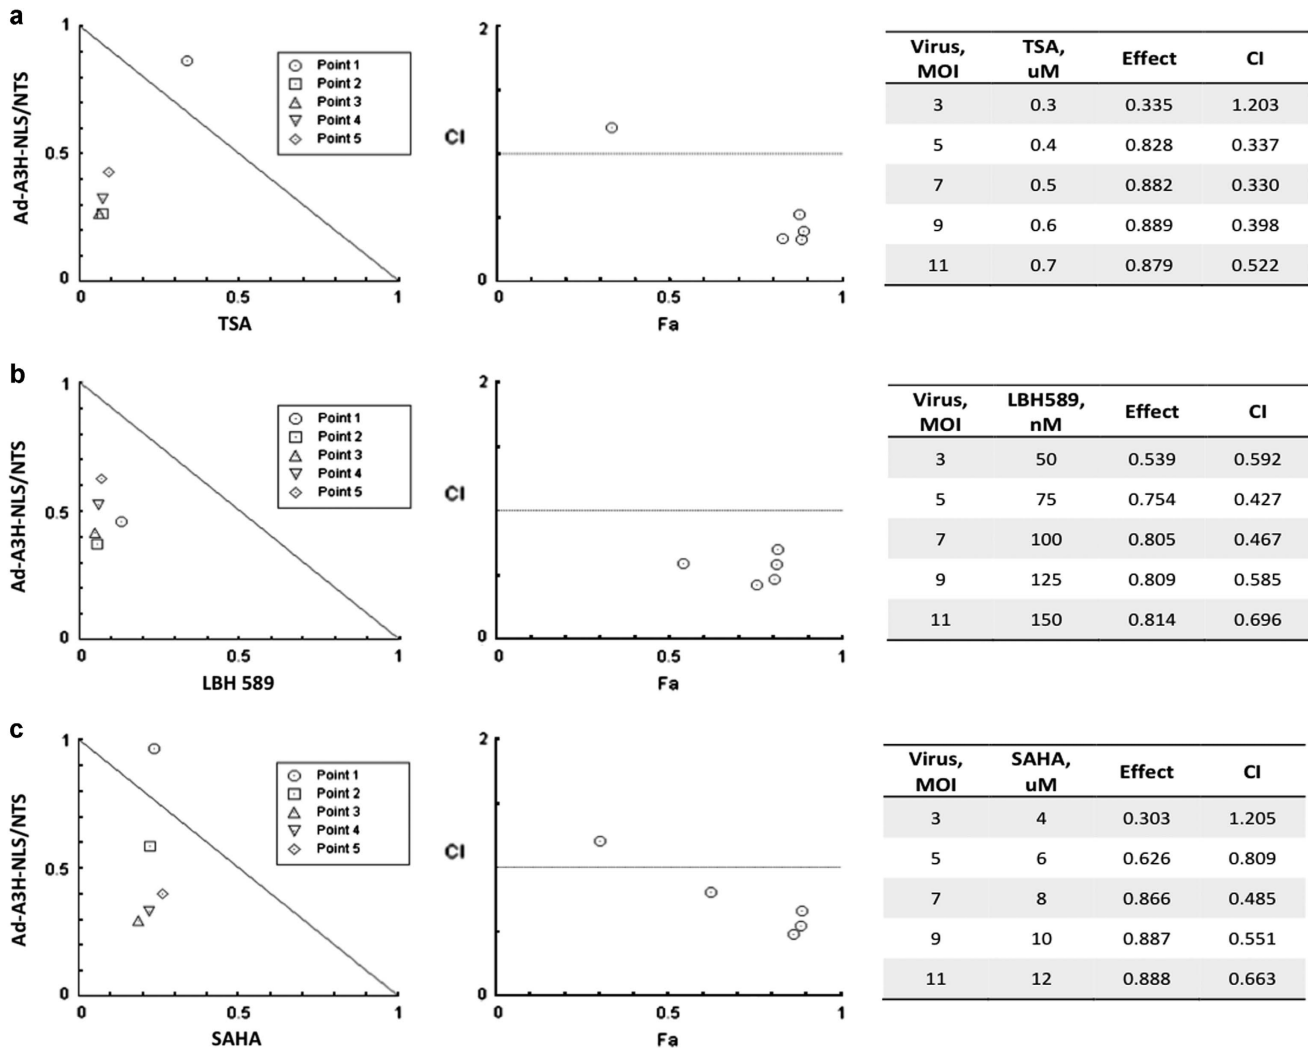 a
1
0.5
0
0
0.5
1
Ad-A3H-NLS/NTS
TSA
Point 1
Point 2
Point 3
Point 4
Point 5
2
CI
0
0
0.5
1
Fa
Virus, MOI TSA, uM Effect CI
3 0.3 0.335 1.203
5 0.4 0.828 0.337
7 0.5 0.882 0.330
9 0.6 0.889 0.398
11 0.7 0.879 0.522
b
1
0.5
0
0
0.5
1
Ad-A3H-NLS/NTS
LBH 589
Point 1
Point 2
Point 3
Point 4
Point 5
2
CI
0
0
0.5
1
Fa
Virus, MOI LBH589, nM Effect CI
3 50 0.539 0.592
5 75 0.754 0.427
7 100 0.805 0.467
9 125 0.809 0.585
11 150 0.814 0.696
c
1
0.5
0
0
0.5
1
Ad-A3H-NLS/NTS
SAHA
Point 1
Point 2
Point 3
Point 4
Point 5
2
CI
0
0
0.5
1
Fa
Virus, MOI SAHA, uM Effect CI
3 4 0.303 1.205
5 6 0.626 0.809
7 8 0.866 0.485
9 10 0.887 0.551
11 12 0.888 0.663